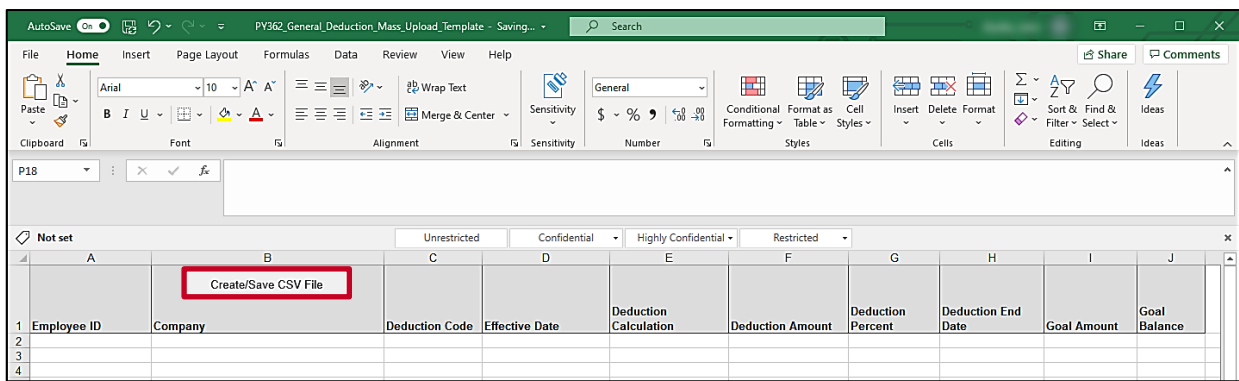 AutoSave On PY362_General_Deduction_Mass_Upload_Template - Saving... Search
File Home Insert Page Layout Formulas Data Review View Help Share Comments
Paste Arial 10 A^ Aˇ Wrap Text Sensitivity General Conditional Formatting Format as Table Cell Styles Insert Delete Format Sort & Filter Find & Select Ideas
B I U A Merge & Center $ % 9
Clipboard Font Alignment Sensitivity Number Styles Cells Editing Ideas
P18 fx
Not set Unrestricted Confidential Highly Confidential Restricted
A B C D E F G H I J
Create/Save CSV File
1 Employee ID Company Deduction Code Effective Date Deduction Calculation Deduction Amount Deduction Percent Deduction End Date Goal Amount Goal Balance
2
3
4